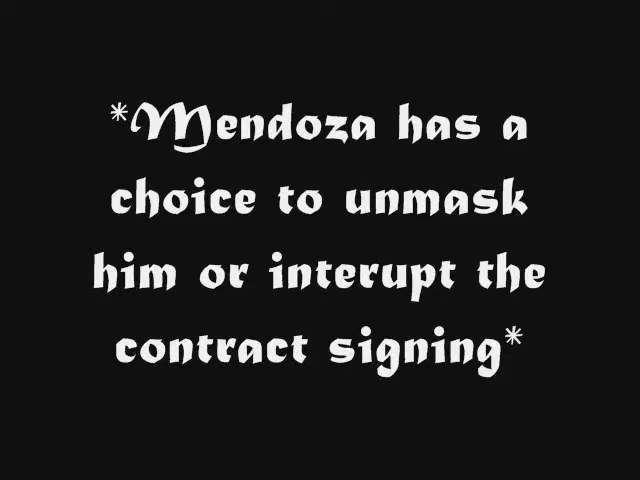 *Mendoza has a
choice to unmask
him or interupt the
contract signing*